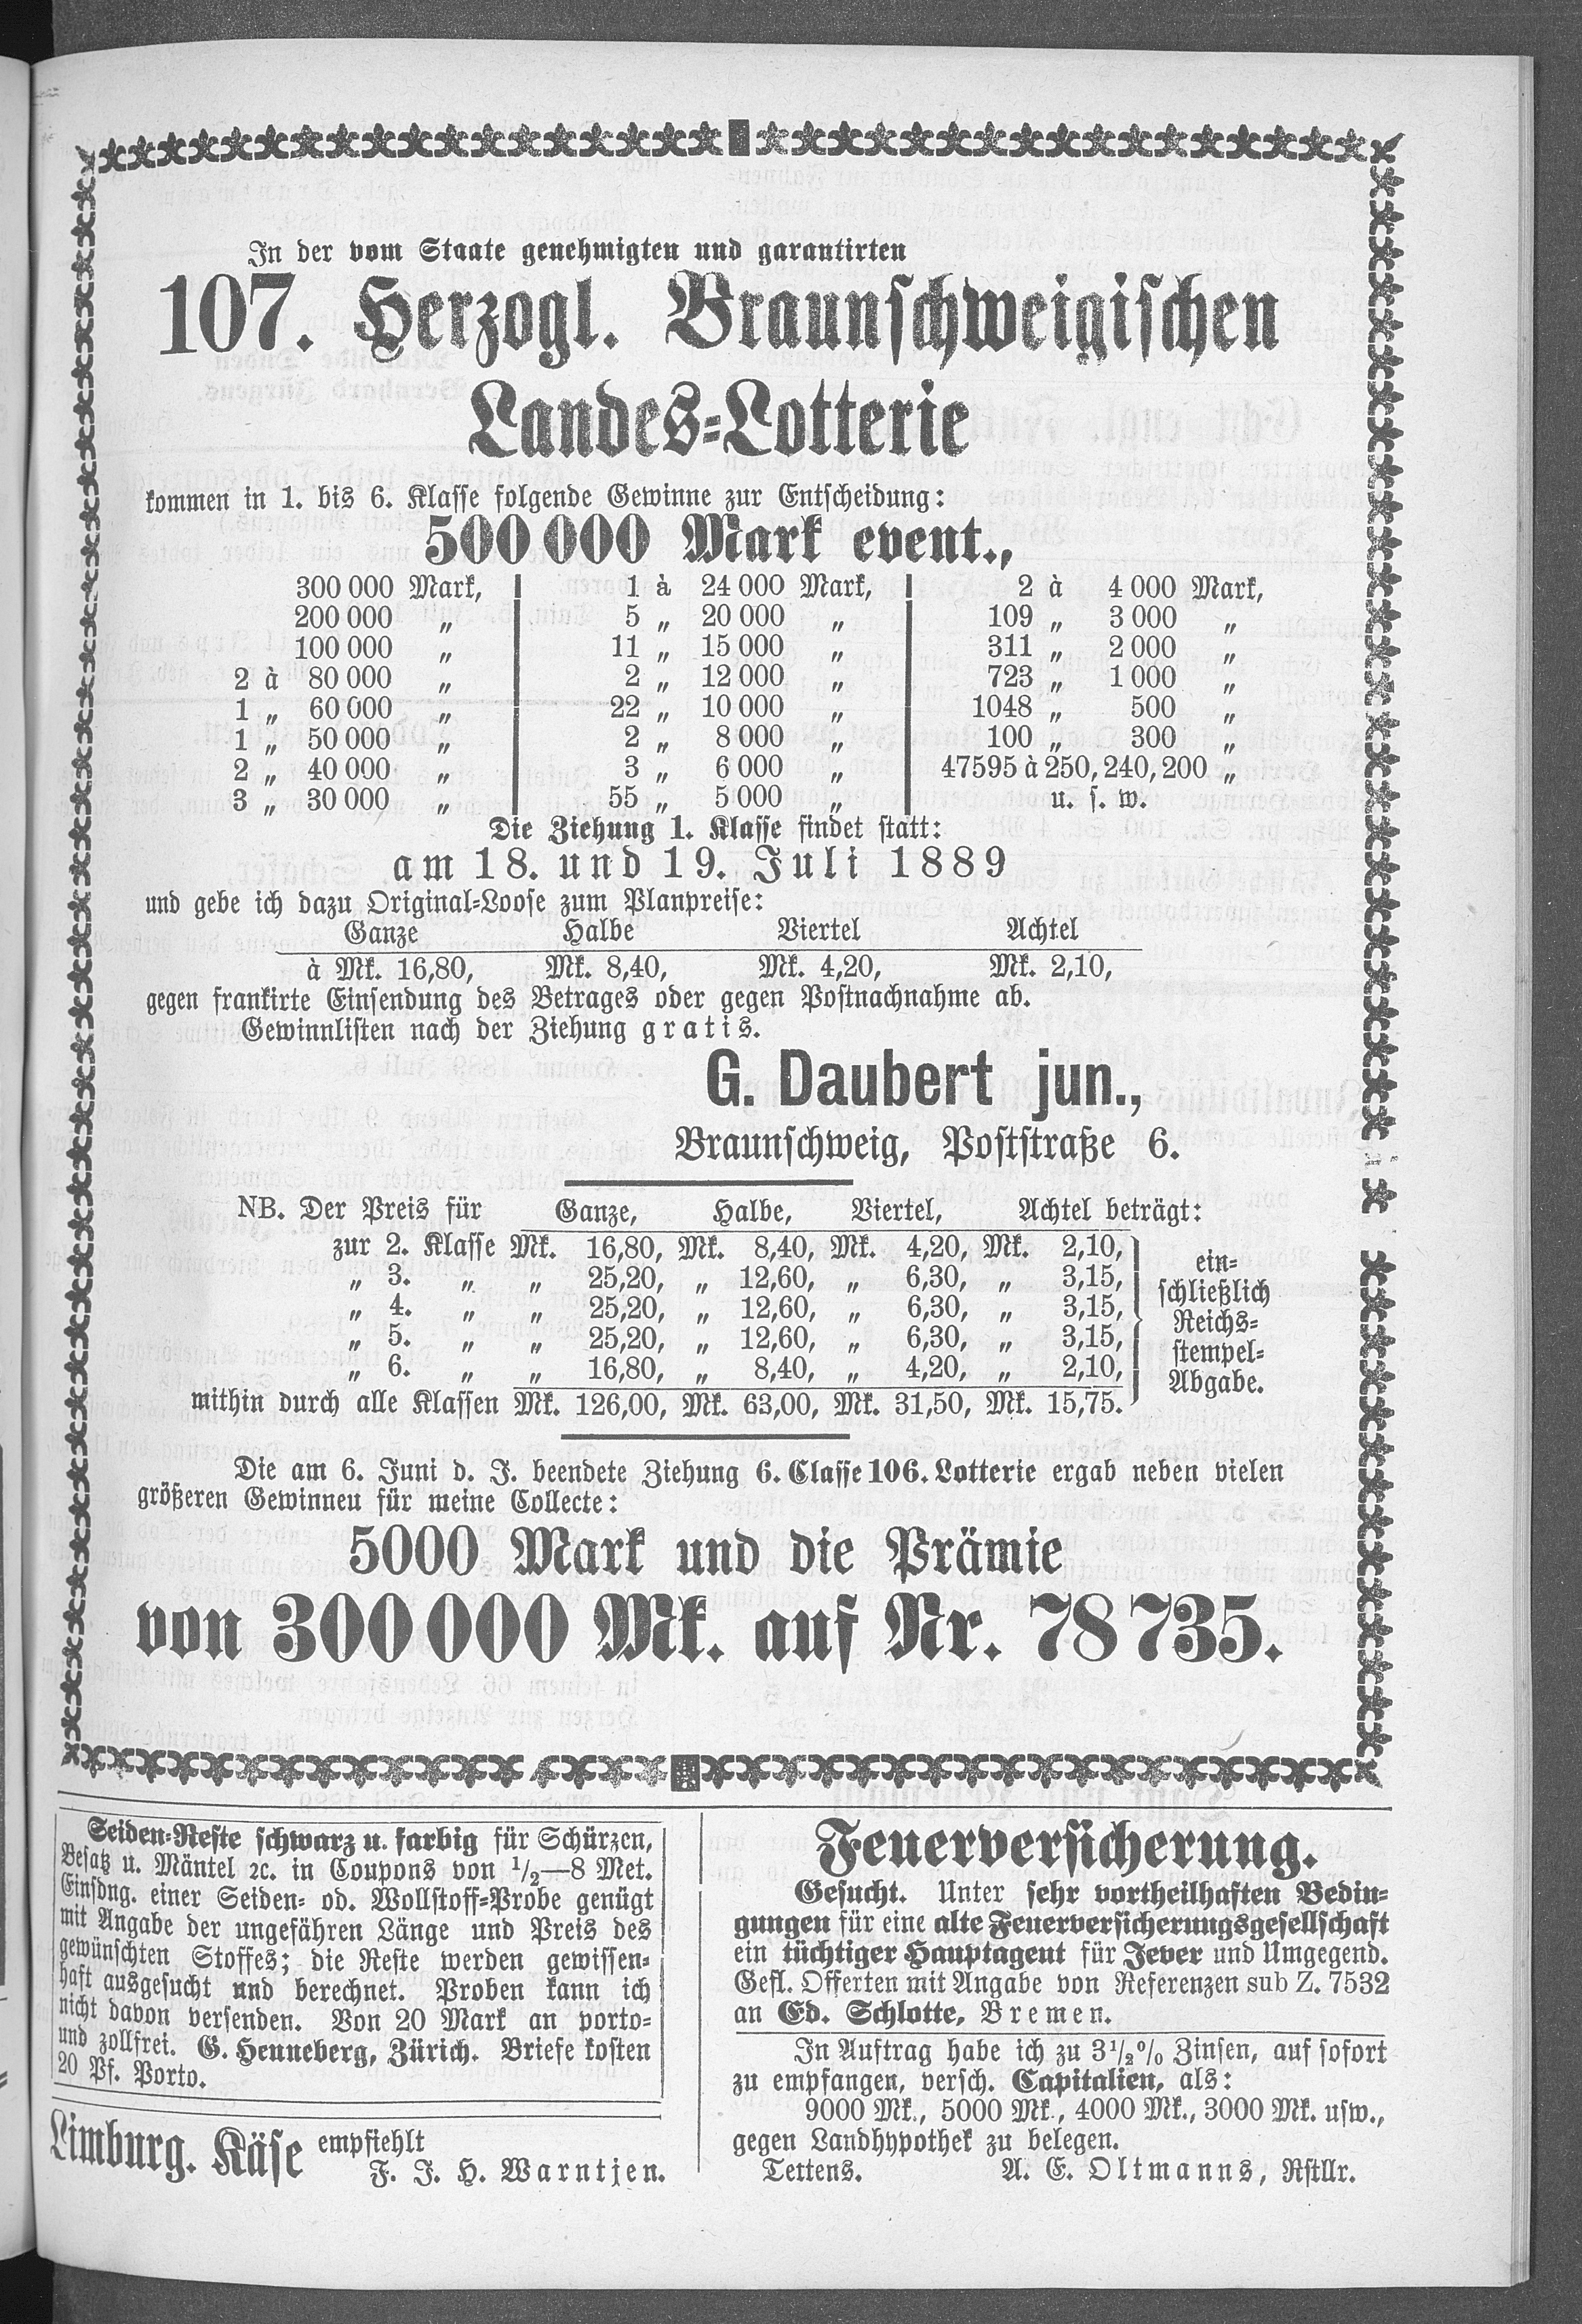 In der vom Staate genehmigten und garantirten
107. Herzogl. Braunschweigischen
Landes-Lotterie
kommen in 1. bis 6. Klasse folgende Gewinne zur Entscheidung:
500 000 Mark event.,
300 000 Mark, | 1 à 24 000 Mark, | 2 à 4 000 Mark,
200 000 „ | 5 „ 20 000 „ | 109 „ 3 000 „
100 000 „ | 11 „ 15 000 „ | 311 „ 2 000 „
2 à 80 000 „ | 2 „ 12 000 „ | 723 „ 1 000 „
1 „ 60 000 „ | 22 „ 10 000 „ | 1048 „ 500 „
1 „ 50 000 „ | 2 „ 8 000 „ | 100 „ 300 „
2 „ 40 000 „ | 3 „ 6 000 „ | 47595 à 250, 240, 200 „
3 „ 30 000 „ | 55 „ 5 000 „ | u. s. w.
Die Ziehung 1. Klasse findet statt:
am 18. und 19. Juli 1889
und gebe ich dazu Original-Loose zum Planpreise:
Ganze Halbe Viertel Achtel
à Mk. 16,80, Mk. 8,40, Mk. 4,20, Mk. 2,10,
gegen frankirte Einsendung des Betrages oder gegen Postnachnahme ab.
Gewinnlisten nach der Ziehung gratis.
G. Daubert jun.,
Braunschweig, Poststraße 6.
NB. Der Preis für Ganze, Halbe, Viertel, Achtel beträgt:
zur 2. Klasse Mk. 16,80, Mk. 8,40, Mk. 4,20, Mk. 2,10,
„ 3. „ „ 25,20, „ 12,60, „ 6,30, „ 3,15,
„ 4. „ „ 25,20, „ 12,60, „ 6,30, „ 3,15,
„ 5. „ „ 25,20, „ 12,60, „ 6,30, „ 3,15,
„ 6. „ „ 16,80, „ 8,40, „ 4,20, „ 2,10,
mithin durch alle Klassen Mk. 126,00, Mk. 63,00, Mk. 31,50, Mk. 15,75.
ein-
schließlich
Reichs-
stempel-
Abgabe.
Die am 6. Juni d. J. beendete Ziehung 6. Classe 106. Lotterie ergab neben vielen
größeren Gewinneu für meine Collecte:
5000 Mark und die Prämie
von 300 000 Mk. auf Nr. 78 735.
Seiden-Reste schwarz u. farbig für Schürzen,
Besatz u. Mäntel ꝛc. in Coupons von 1/2—8 Met.
Einsdng. einer Seiden- od. Wollstoff-Probe genügt
mit Angabe der ungefähren Länge und Preis des
gewünschten Stoffes; die Reste werden gewissen-
haft ausgesucht und berechnet. Proben kann ich
nicht davon versenden. Von 20 Mark an porto-
und zollfrei. G. Henneberg, Zürich. Briefe kosten
20 Pf. Porto.
Limburg. Käse empfiehlt
F. J. H. Warntjen.
Feuerversicherung.
Gesucht. Unter sehr vortheilhaften Bedin-
gungen für eine alte Feuerversicherungsgesellschaft
ein tüchtiger Hauptagent für Jever und Umgegend.
Gefl. Offerten mit Angabe von Referenzen sub Z. 7532
an Ed. Schlotte, Bremen.
In Auftrag habe ich zu 3 1/2 % Zinsen, auf sofort
zu empfangen, versch. Capitalien, als:
9000 Mk., 5000 Mk., 4000 Mk., 3000 Mk. usw.,
gegen Landhypothek zu belegen.
Tettens. A. E. Oltmanns, Rstllr.